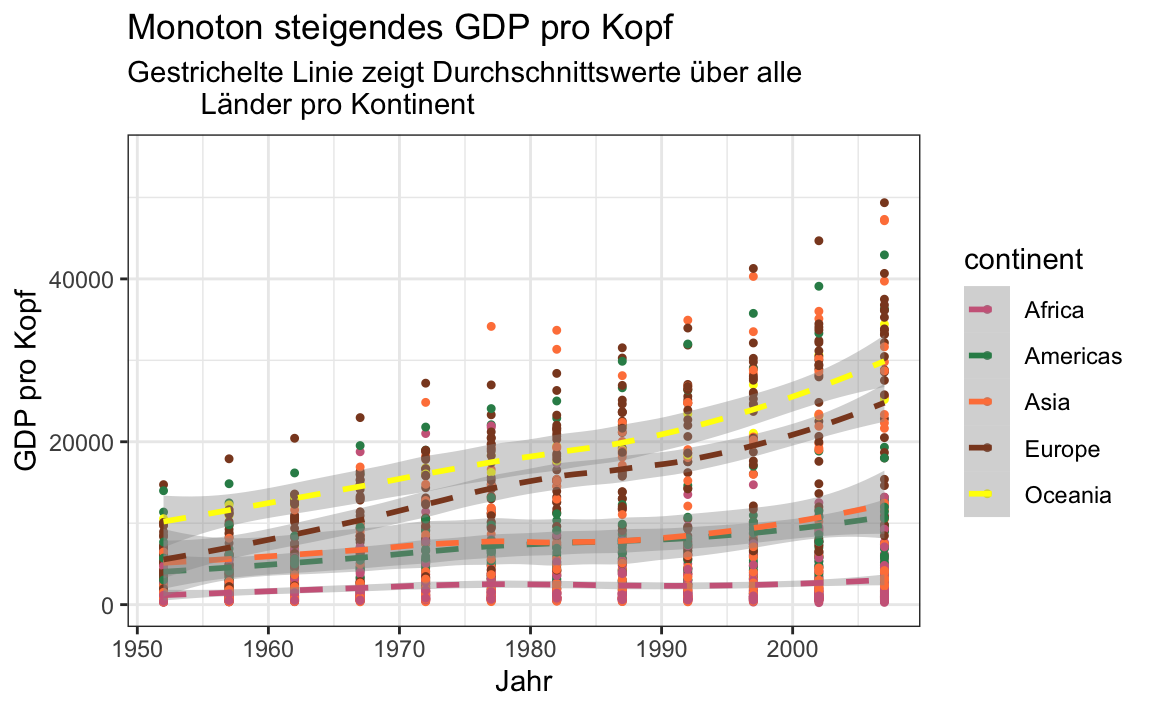 Monoton steigendes GDP pro Kopf
Gestrichelte Linie zeigt Durchschnittswerte über alle
Länder pro Kontinent
GDP pro Kopf
40000
20000
0
1950 1960 1970 1980 1990 2000
Jahr
continent
Africa
Americas
Asia
Europe
Oceania